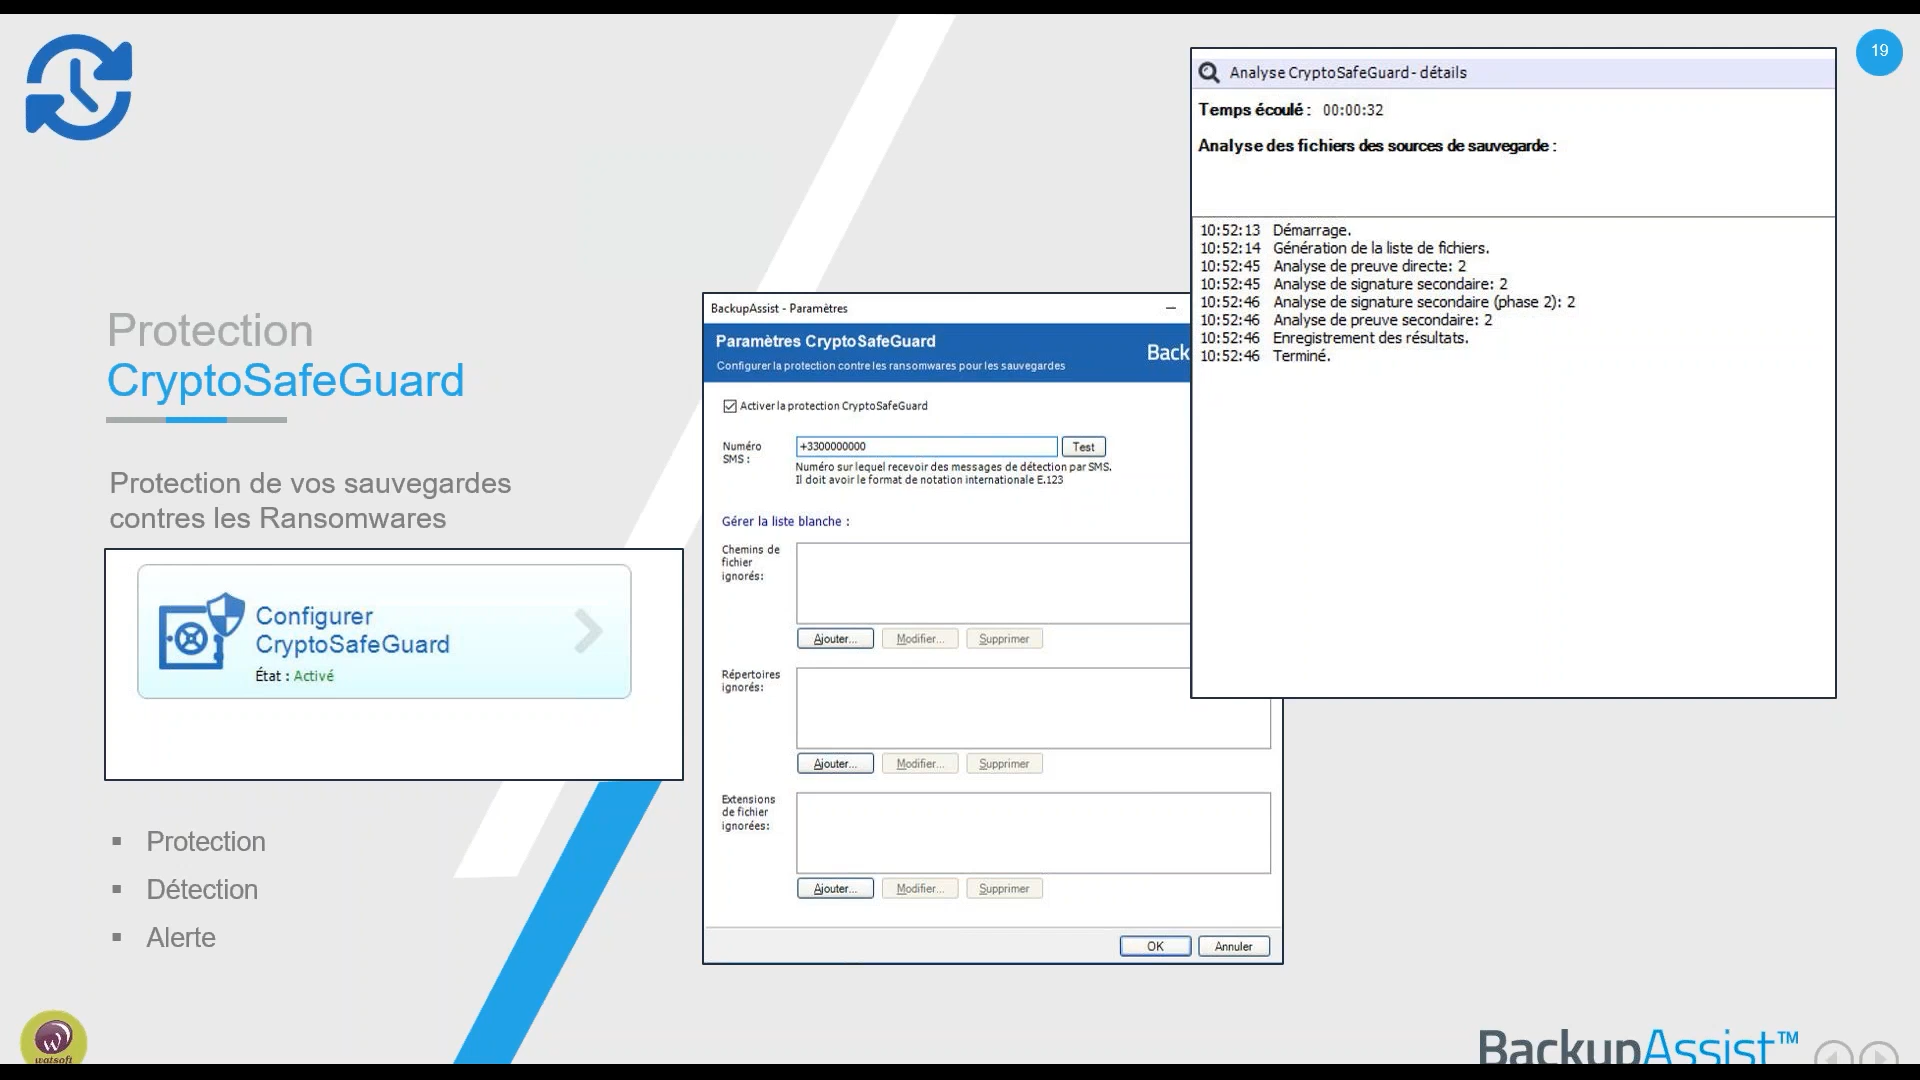 19
Protection
CryptoSafeGuard
Protection de vos sauvegardes
contres les Ransomwares
Configurer
CryptoSafeGuard
État : Activé
Protection
Détection
Alerte
watsoft
BackupAssist - Paramètres
Paramètres CryptoSafeGuard
Configurer la protection contre les ransomwares pour les sauvegardes
Back
Activer la protection CryptoSafeGuard
Numéro
SMS :
+3300000000
Test
Numéro sur lequel recevoir des messages de détection par SMS.
Il doit avoir le format de notation internationale E.123
Gérer la liste blanche :
Chemins de
fichier
ignorés:
Ajouter... Modifier... Supprimer
Répertoires
ignorés:
Ajouter... Modifier... Supprimer
Extensions
de fichier
ignorées:
Ajouter... Modifier... Supprimer
OK Annuler
Analyse CryptoSafeGuard - détails
Temps écoulé : 00:00:32
Analyse des fichiers des sources de sauvegarde :
10:52:13 Démarrage.
10:52:14 Génération de la liste de fichiers.
10:52:45 Analyse de preuve directe: 2
10:52:45 Analyse de signature secondaire: 2
10:52:46 Analyse de signature secondaire (phase 2): 2
10:52:46 Analyse de preuve secondaire: 2
10:52:46 Enregistrement des résultats.
10:52:46 Terminé.
BackupAssist™